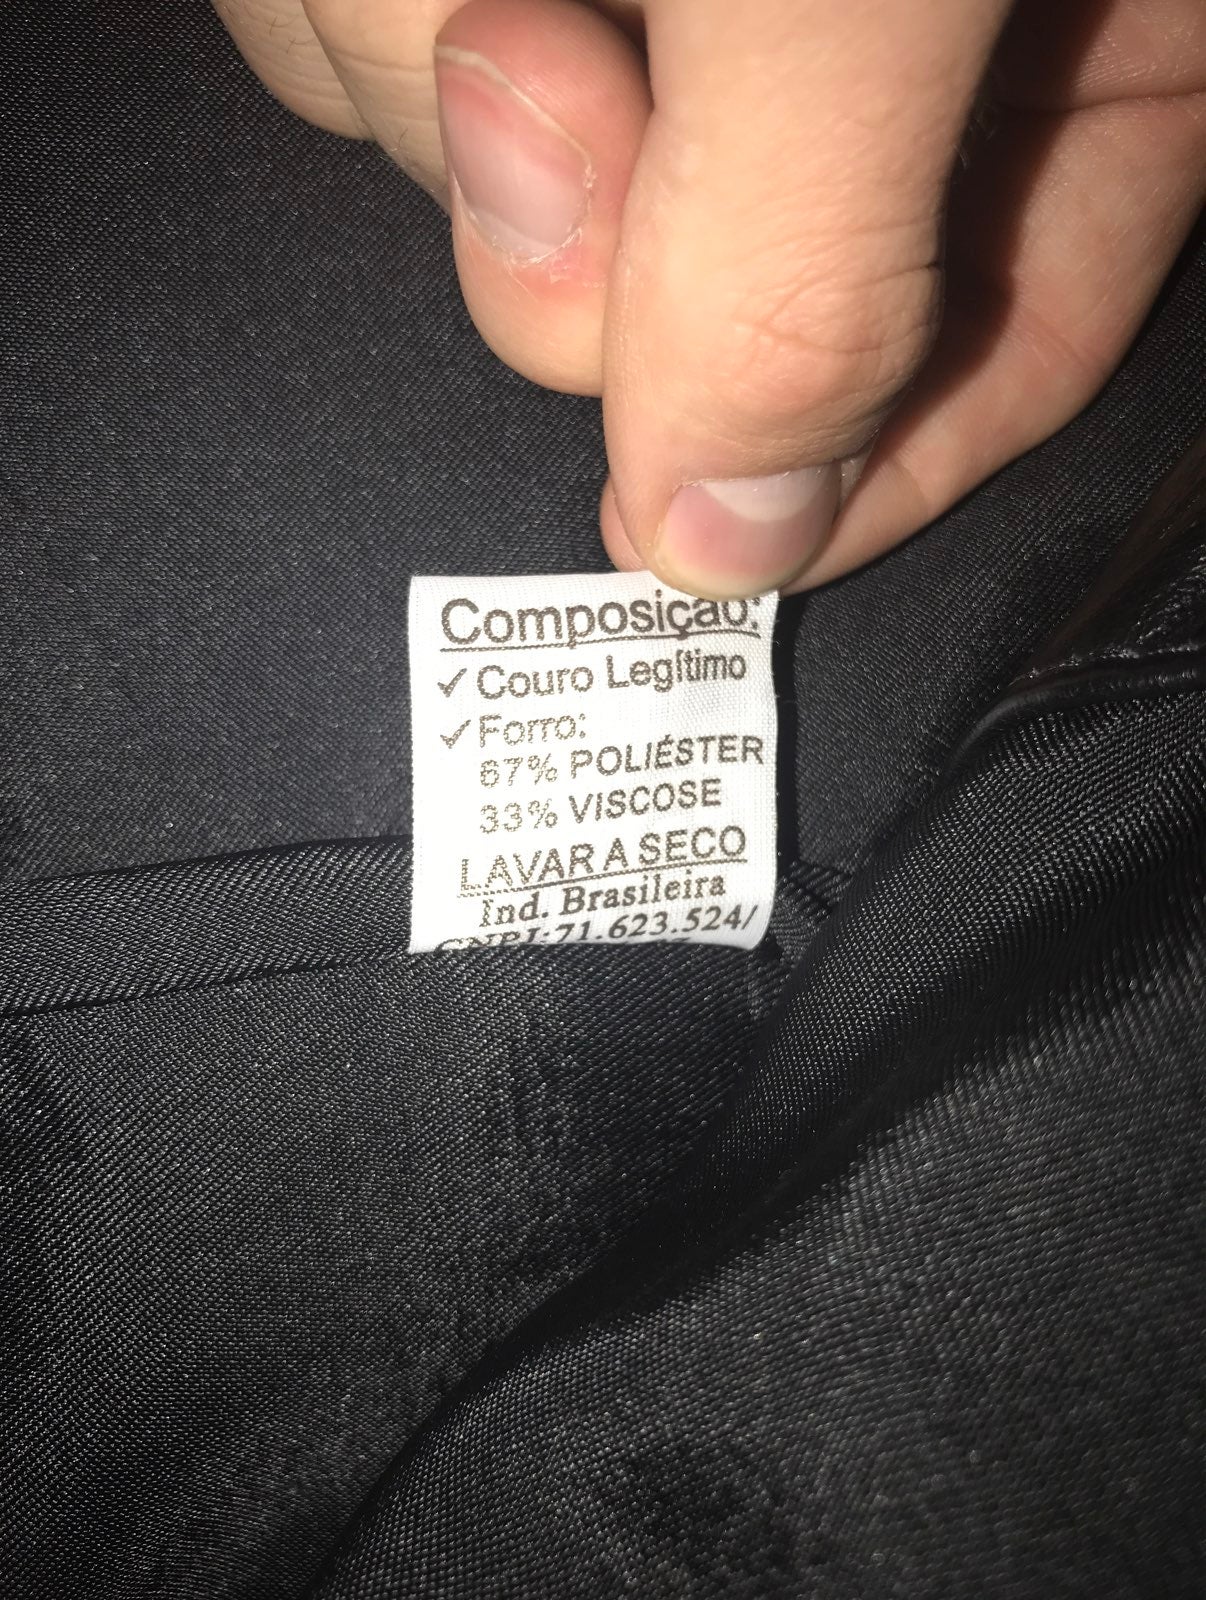 Composição:
✓ Couro Legítimo
✓ Forro:
67% POLIÉSTER
33% VISCOSE
LAVAR A SECO
Ind. Brasileira
CNPJ:71.623.524/